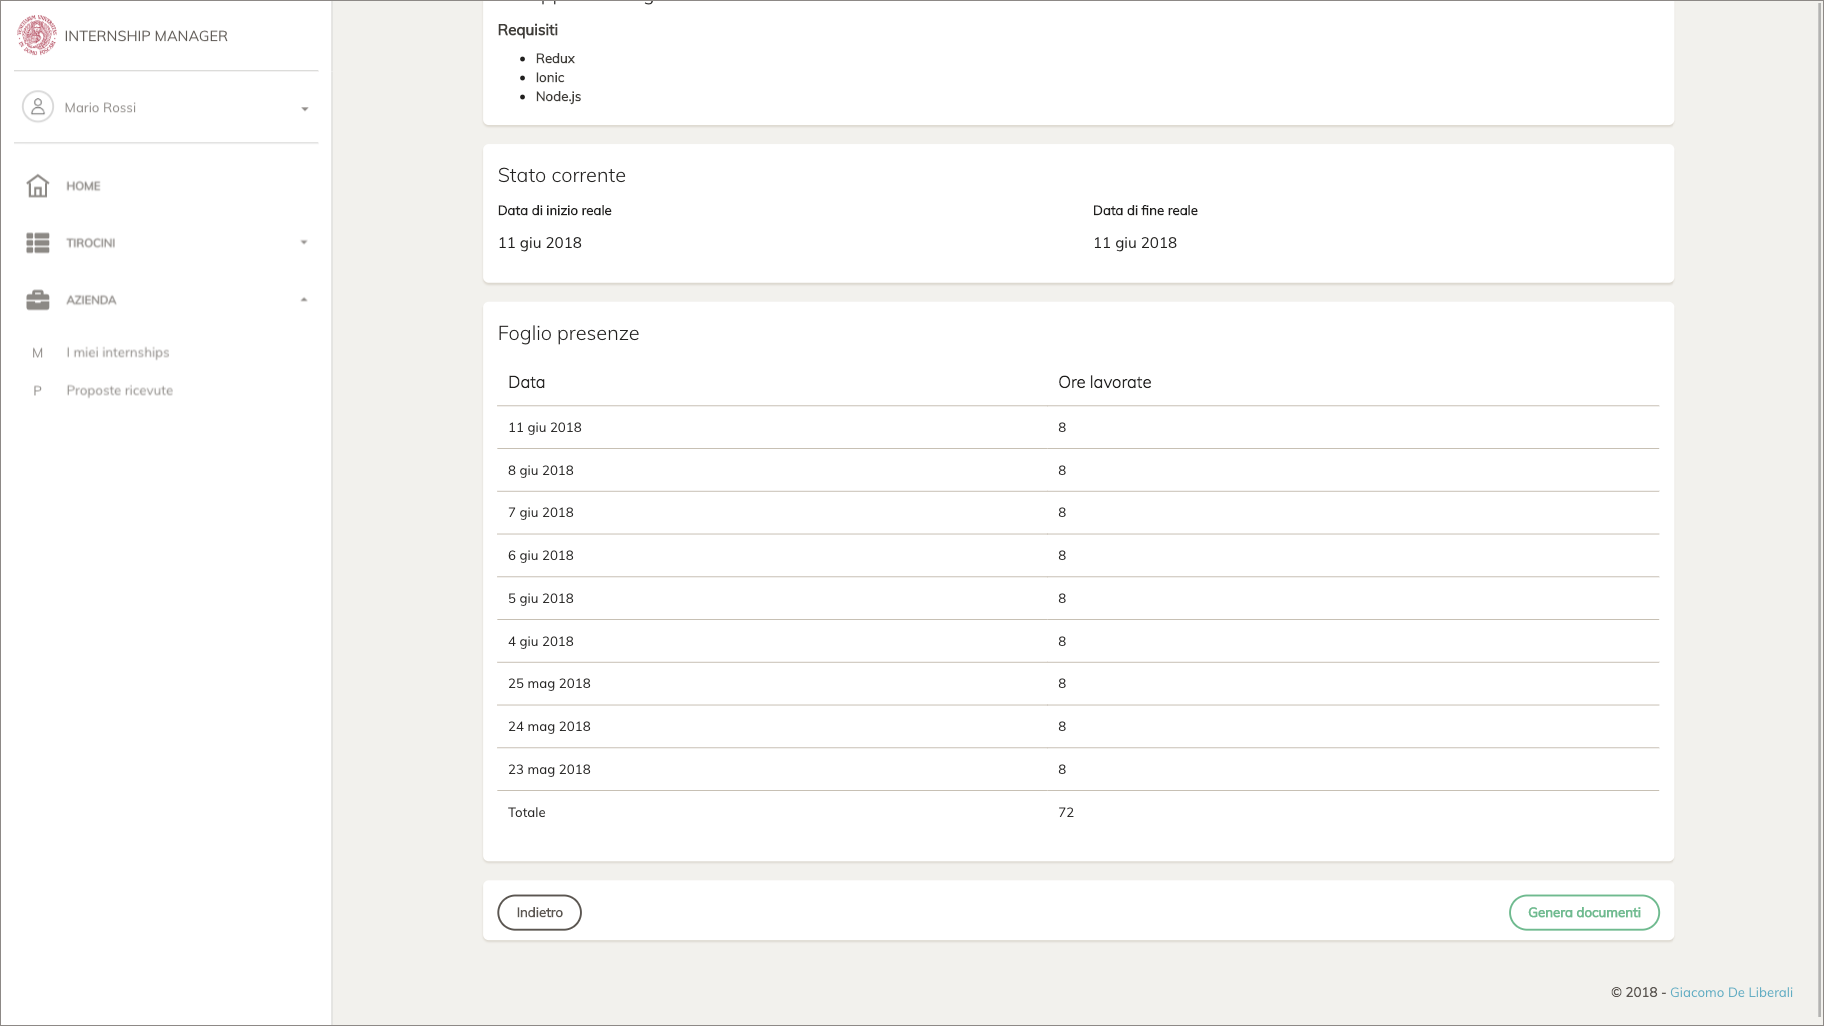 INTERNSHIP MANAGER
Mario Rossi
HOME
TIROCINI
AZIENDA
M I miei internships
P Proposte ricevute
Requisiti
Redux
Ionic
Node.js
Stato corrente
Data di inizio reale Data di fine reale
11 giu 2018 11 giu 2018
Foglio presenze
Data Ore lavorate
11 giu 2018 8
8 giu 2018 8
7 giu 2018 8
6 giu 2018 8
5 giu 2018 8
4 giu 2018 8
25 mag 2018 8
24 mag 2018 8
23 mag 2018 8
Totale 72
Indietro Genera documenti
© 2018 - Giacomo De Liberali